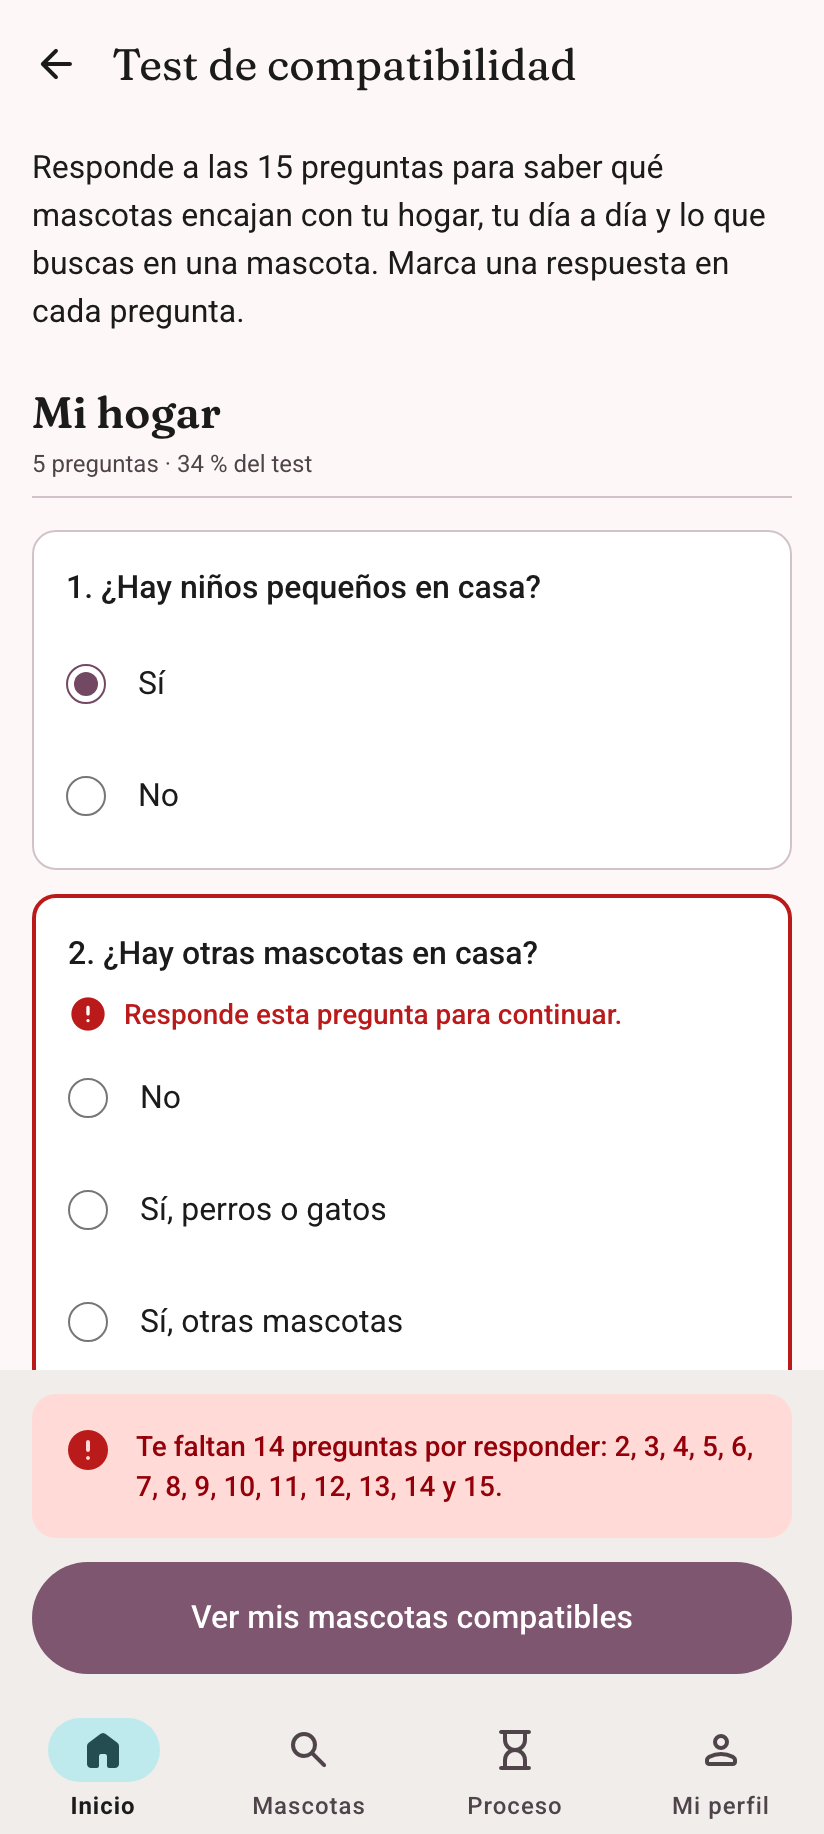 Test de compatibilidad
Responde a las 15 preguntas para saber qué
mascotas encajan con tu hogar, tu día a día y lo que
buscas en una mascota. Marca una respuesta en
cada pregunta.
Mi hogar
5 preguntas · 34 % del test
1. ¿Hay niños pequeños en casa?
Sí
No
2. ¿Hay otras mascotas en casa?
Responde esta pregunta para continuar.
No
Sí, perros o gatos
Sí, otras mascotas
Te faltan 14 preguntas por responder: 2, 3, 4, 5, 6,
7, 8, 9, 10, 11, 12, 13, 14 y 15.
Ver mis mascotas compatibles
Inicio
Mascotas
Proceso
Mi perfil